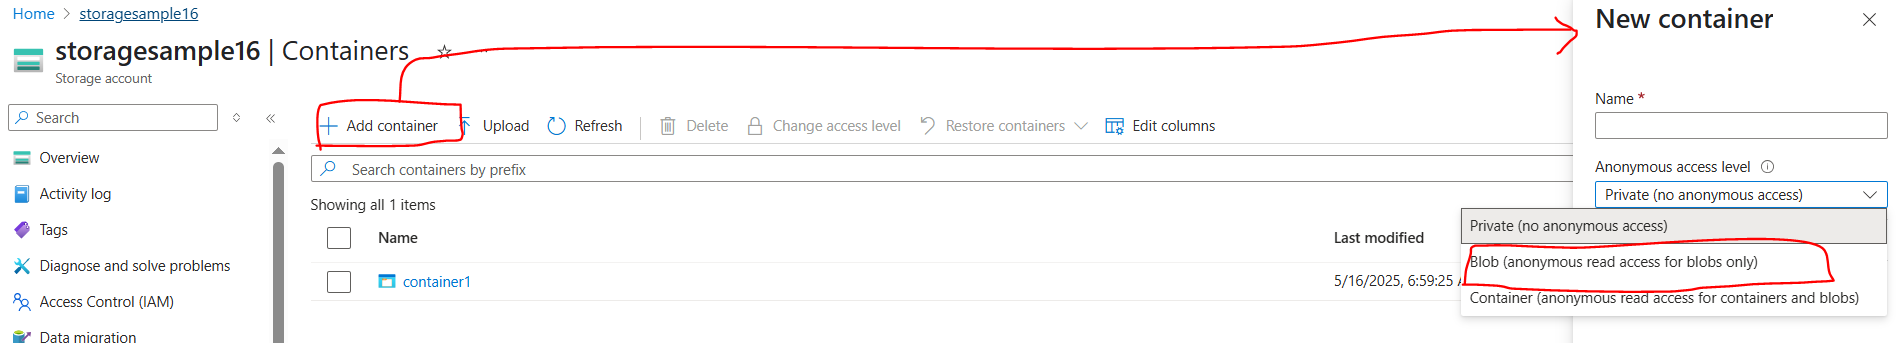 Home > storagesample16
storagesample16 | Containers
Storage account
Search
Overview
Activity log
Tags
Diagnose and solve problems
Access Control (IAM)
Data migration
Add container Upload Refresh Delete Change access level Restore containers Edit columns
Search containers by prefix
Showing all 1 items
Name Last modified
container1 5/16/2025, 6:59:25
New container
Name *
Anonymous access level
Private (no anonymous access)
Private (no anonymous access)
Blob (anonymous read access for blobs only)
Container (anonymous read access for containers and blobs)